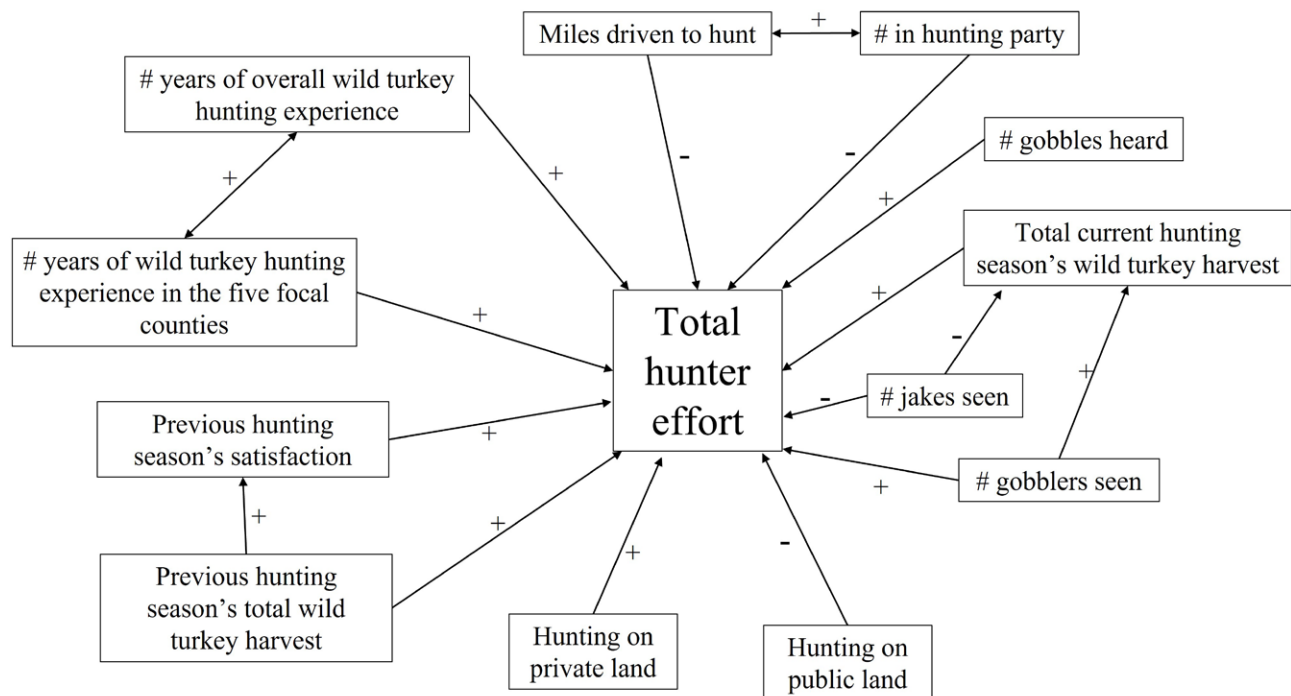 Miles driven to hunt
+
# in hunting party
# years of overall wild turkey
hunting experience
# gobbles heard
-
-
+
+
+
Total current hunting
season's wild turkey harvest
# years of wild turkey hunting
experience in the five focal
counties
+
+
-
+
Total
hunter
effort
# jakes seen
-
Previous hunting
season's satisfaction
+
# gobblers seen
+
+
+
-
+
Previous hunting
season's total wild
turkey harvest
Hunting on
private land
Hunting on
public land